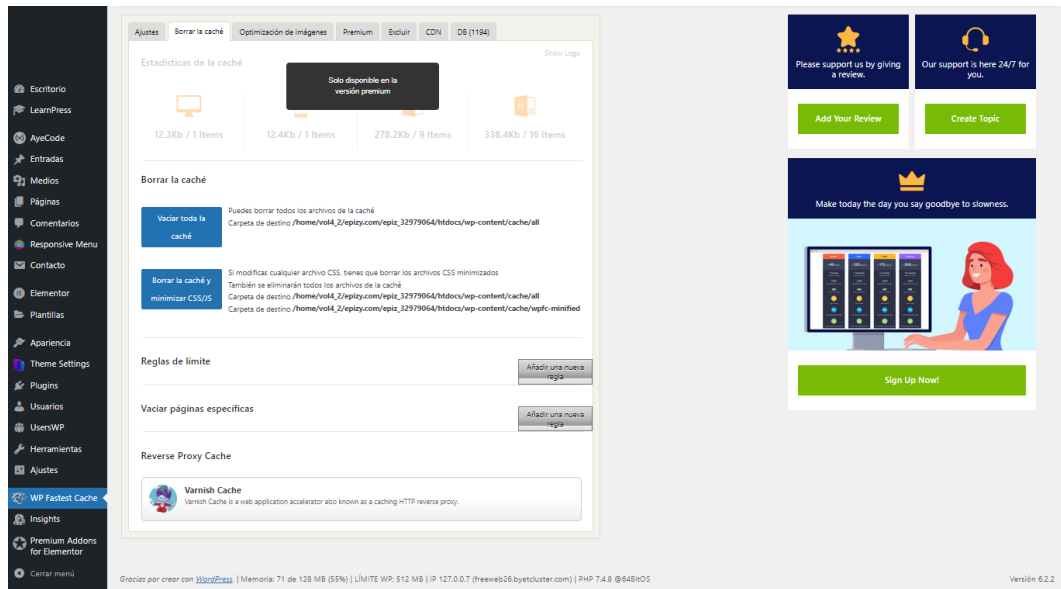 Escritorio
LearnPress
AyeCode
Entradas
Medios
Páginas
Comentarios
Responsive Menu
Contacto
Elementor
Plantillas
Apariencia
Theme Settings
Plugins
Usuarios
UsersWP
Herramientas
Ajustes
WP Fastest Cache
Insights
Premium Addons
for Elementor
Cerrar menú
Ajustes Borrar la caché Optimización de imágenes Premium Excluir CDN DB (1194)
Show Logs
Estadísticas de la caché
Solo disponible en la
versión premium
12.3Kb / 1 Items 12.4Kb / 1 Items 278.2Kb / 9 Items 338.4Kb / 16 Items
Borrar la caché
Vaciar toda la
caché
Puedes borrar todos los archivos de la caché
Carpeta de destino /home/vol4_2/epizy.com/epiz_32979064/htdocs/wp-content/cache/all
Borrar la caché y
minimizar CSS/JS
Si modificas cualquier archivo CSS, tienes que borrar los archivos CSS minimizados
También se eliminarán todos los archivos de la caché
Carpeta de destino /home/vol4_2/epizy.com/epiz_32979064/htdocs/wp-content/cache/all
Carpeta de destino /home/vol4_2/epizy.com/epiz_32979064/htdocs/wp-content/cache/wpfc-minified
Reglas de límite
Añadir una nueva
regla
Vaciar páginas específicas
Añadir una nueva
regla
Reverse Proxy Cache
Varnish Cache
Varnish Cache is a web application accelerator also known as a caching HTTP reverse proxy.
Please support us by giving
a review.
Add Your Review
Our support is here 24/7 for
you.
Create Topic
Make today the day you say goodbye to slowness.
Sign Up Now!
Gracias por crear con WordPress. | Memoria: 71 de 128 MB (55%) | LÍMITE WP: 512 MB | IP 127.0.0.7 (freeweb26.byetcluster.com) | PHP 7.4.8 @64BitOS
Versión 6.2.2